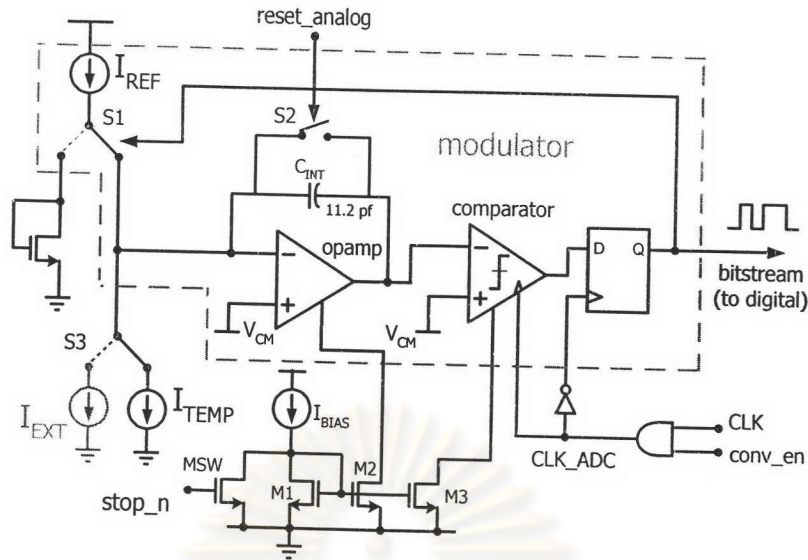 reset_analog
I_REF
S1
S2
modulator
C_INT
11.2 pf
comparator
opamp
D Q
bitstream
(to digital)
V_CM
V_CM
S3
I_EXT
I_TEMP
I_BIAS
MSW
M1
M2
M3
stop_n
CLK_ADC
CLK
conv_en